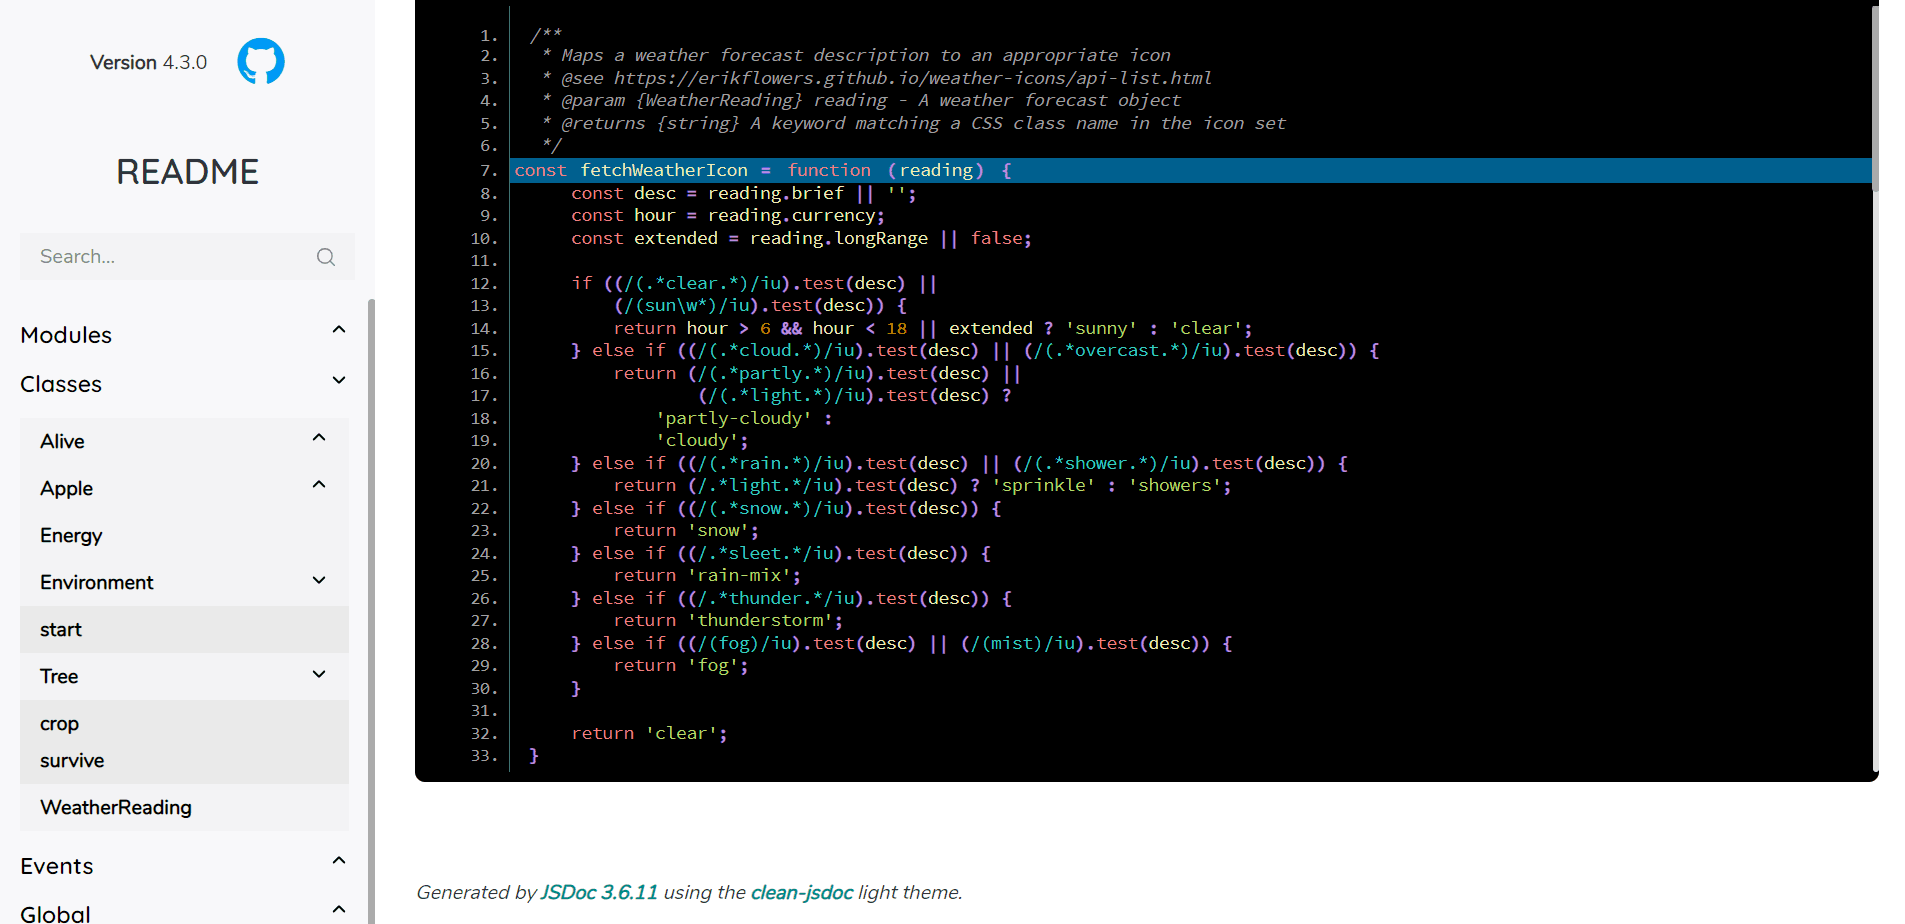 Version 4.3.0
README
Search...
Modules
Classes
Alive
Apple
Energy
Environment
start
Tree
crop
survive
WeatherReading
Events
Global
1. /**
2. * Maps a weather forecast description to an appropriate icon
3. * @see https://erikflowers.github.io/weather-icons/api-list.html
4. * @param {WeatherReading} reading - A weather forecast object
5. * @returns {string} A keyword matching a CSS class name in the icon set
6. */
7. const fetchWeatherIcon = function (reading) {
8. const desc = reading.brief || '';
9. const hour = reading.currency;
10. const extended = reading.longRange || false;
11.
12. if ((/(.*clear.*)/iu).test(desc) ||
13. (/(sun\w*)/iu).test(desc)) {
14. return hour > 6 && hour < 18 || extended ? 'sunny' : 'clear';
15. } else if ((/(.*cloud.*)/iu).test(desc) || (/(.*overcast.*)/iu).test(desc)) {
16. return (/(.*partly.*)/iu).test(desc) ||
17. (/(.*light.*)/iu).test(desc) ?
18. 'partly-cloudy' :
19. 'cloudy';
20. } else if ((/(.*rain.*)/iu).test(desc) || (/(.*shower.*)/iu).test(desc)) {
21. return (/.*light.*/iu).test(desc) ? 'sprinkle' : 'showers';
22. } else if ((/(.*snow.*)/iu).test(desc)) {
23. return 'snow';
24. } else if ((/.*sleet.*/iu).test(desc)) {
25. return 'rain-mix';
26. } else if ((/.*thunder.*/iu).test(desc)) {
27. return 'thunderstorm';
28. } else if ((/(fog)/iu).test(desc) || (/(mist)/iu).test(desc)) {
29. return 'fog';
30. }
31.
32. return 'clear';
33. }
Generated by JSDoc 3.6.11 using the clean-jsdoc light theme.